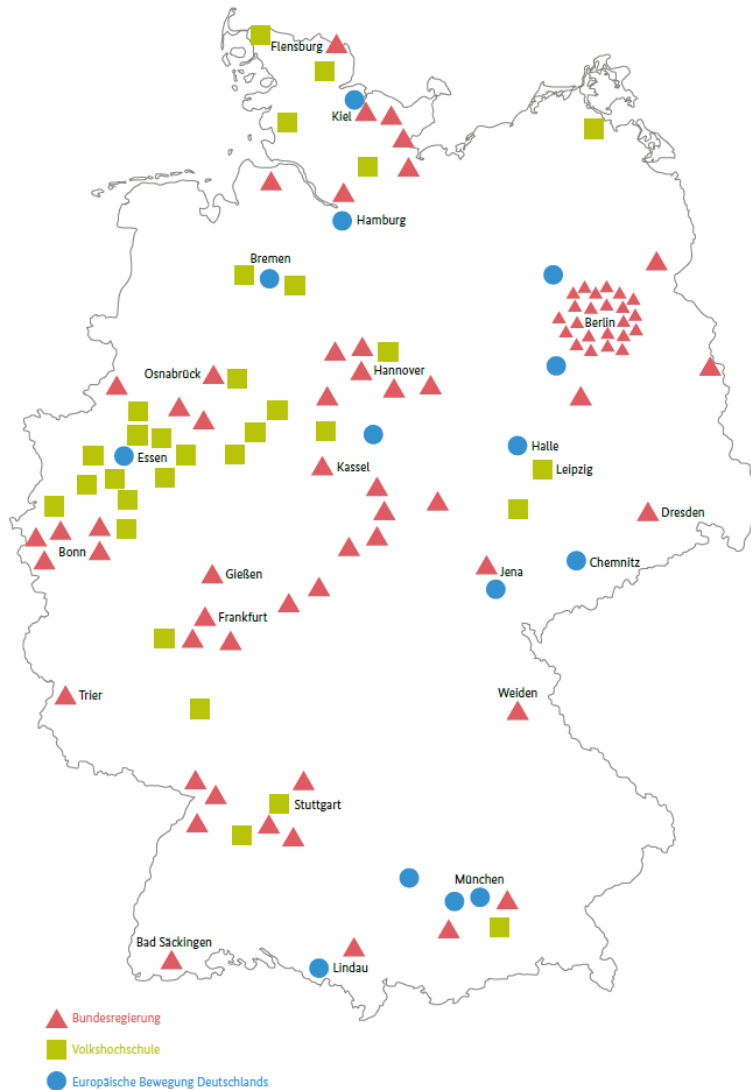 Flensburg
Kiel
Hamburg
Bremen
Berlin
Osnabrück
Hannover
Essen
Halle
Kassel
Leipzig
Dresden
Bonn
Chemnitz
Gießen
Jena
Frankfurt
Trier
Weiden
Stuttgart
München
Bad Säckingen
Lindau
Bundesregierung
Volkshochschule
Europäische Bewegung Deutschlands